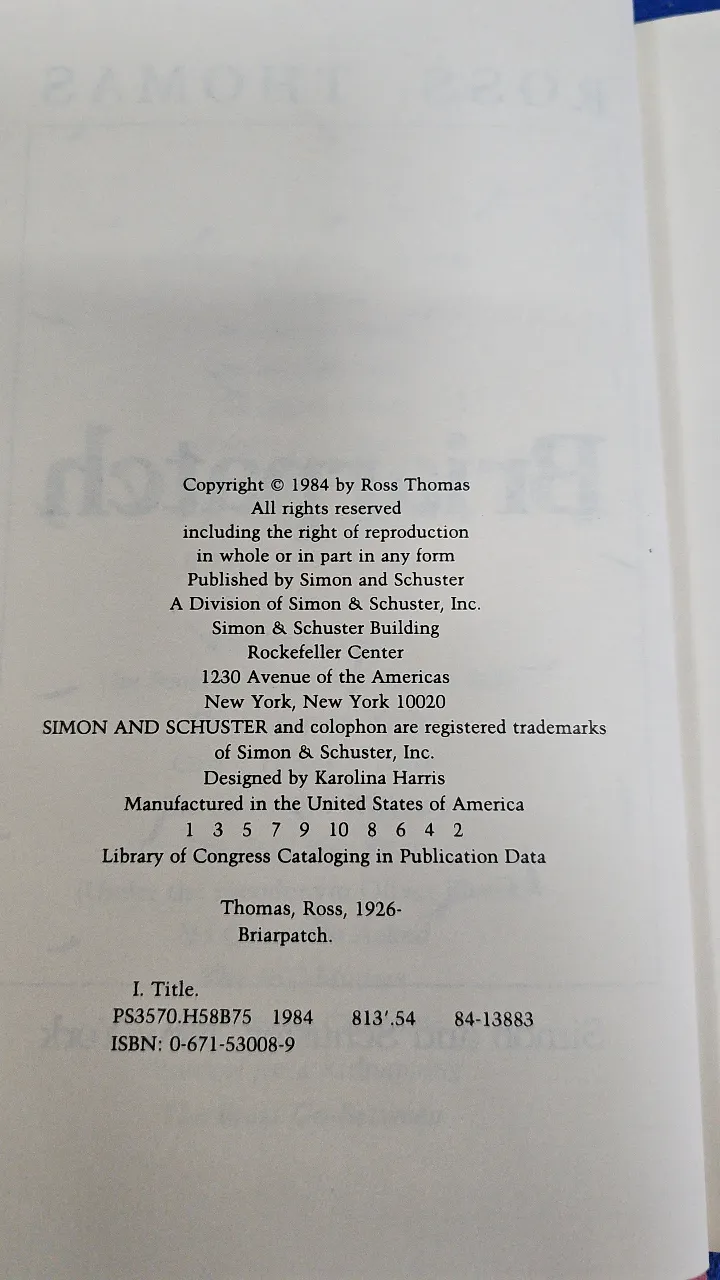 Copyright © 1984 by Ross Thomas
All rights reserved
including the right of reproduction
in whole or in part in any form
Published by Simon and Schuster
A Division of Simon & Schuster, Inc.
Simon & Schuster Building
Rockefeller Center
1230 Avenue of the Americas
New York, New York 10020
SIMON AND SCHUSTER and colophon are registered trademarks
of Simon & Schuster, Inc.
Designed by Karolina Harris
Manufactured in the United States of America
1 3 5 7 9 10 8 6 4 2
Library of Congress Cataloging in Publication Data
Thomas, Ross, 1926-
Briarpatch.
I. Title.
PS3570.H58B75 1984 813'.54 84-13883
ISBN: 0-671-53008-9